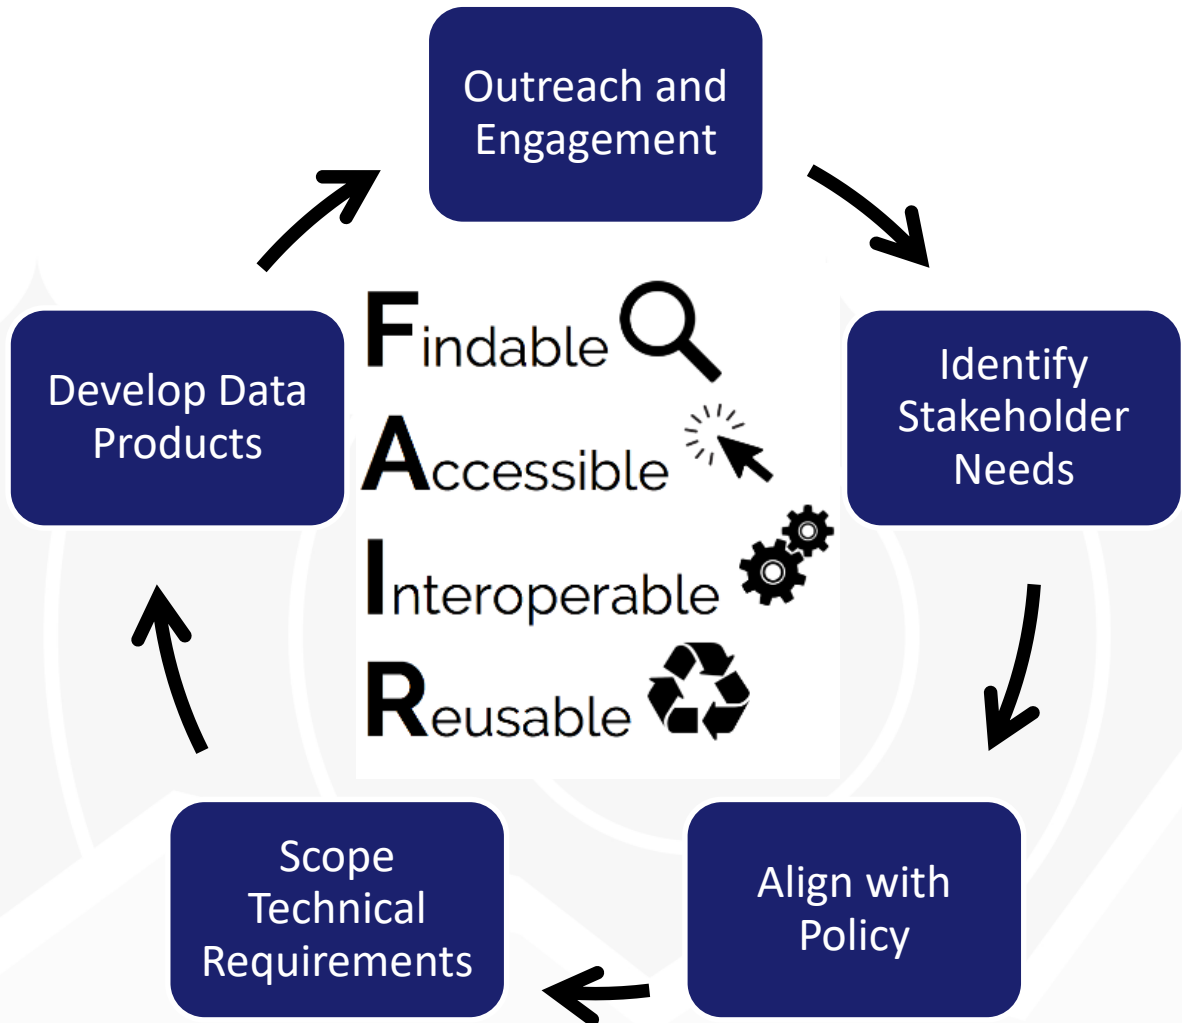 Outreach and
Engagement
Identify
Stakeholder
Needs
Align with
Policy
Scope
Technical
Requirements
Develop Data
Products
Findable
Accessible
Interoperable
Reusable